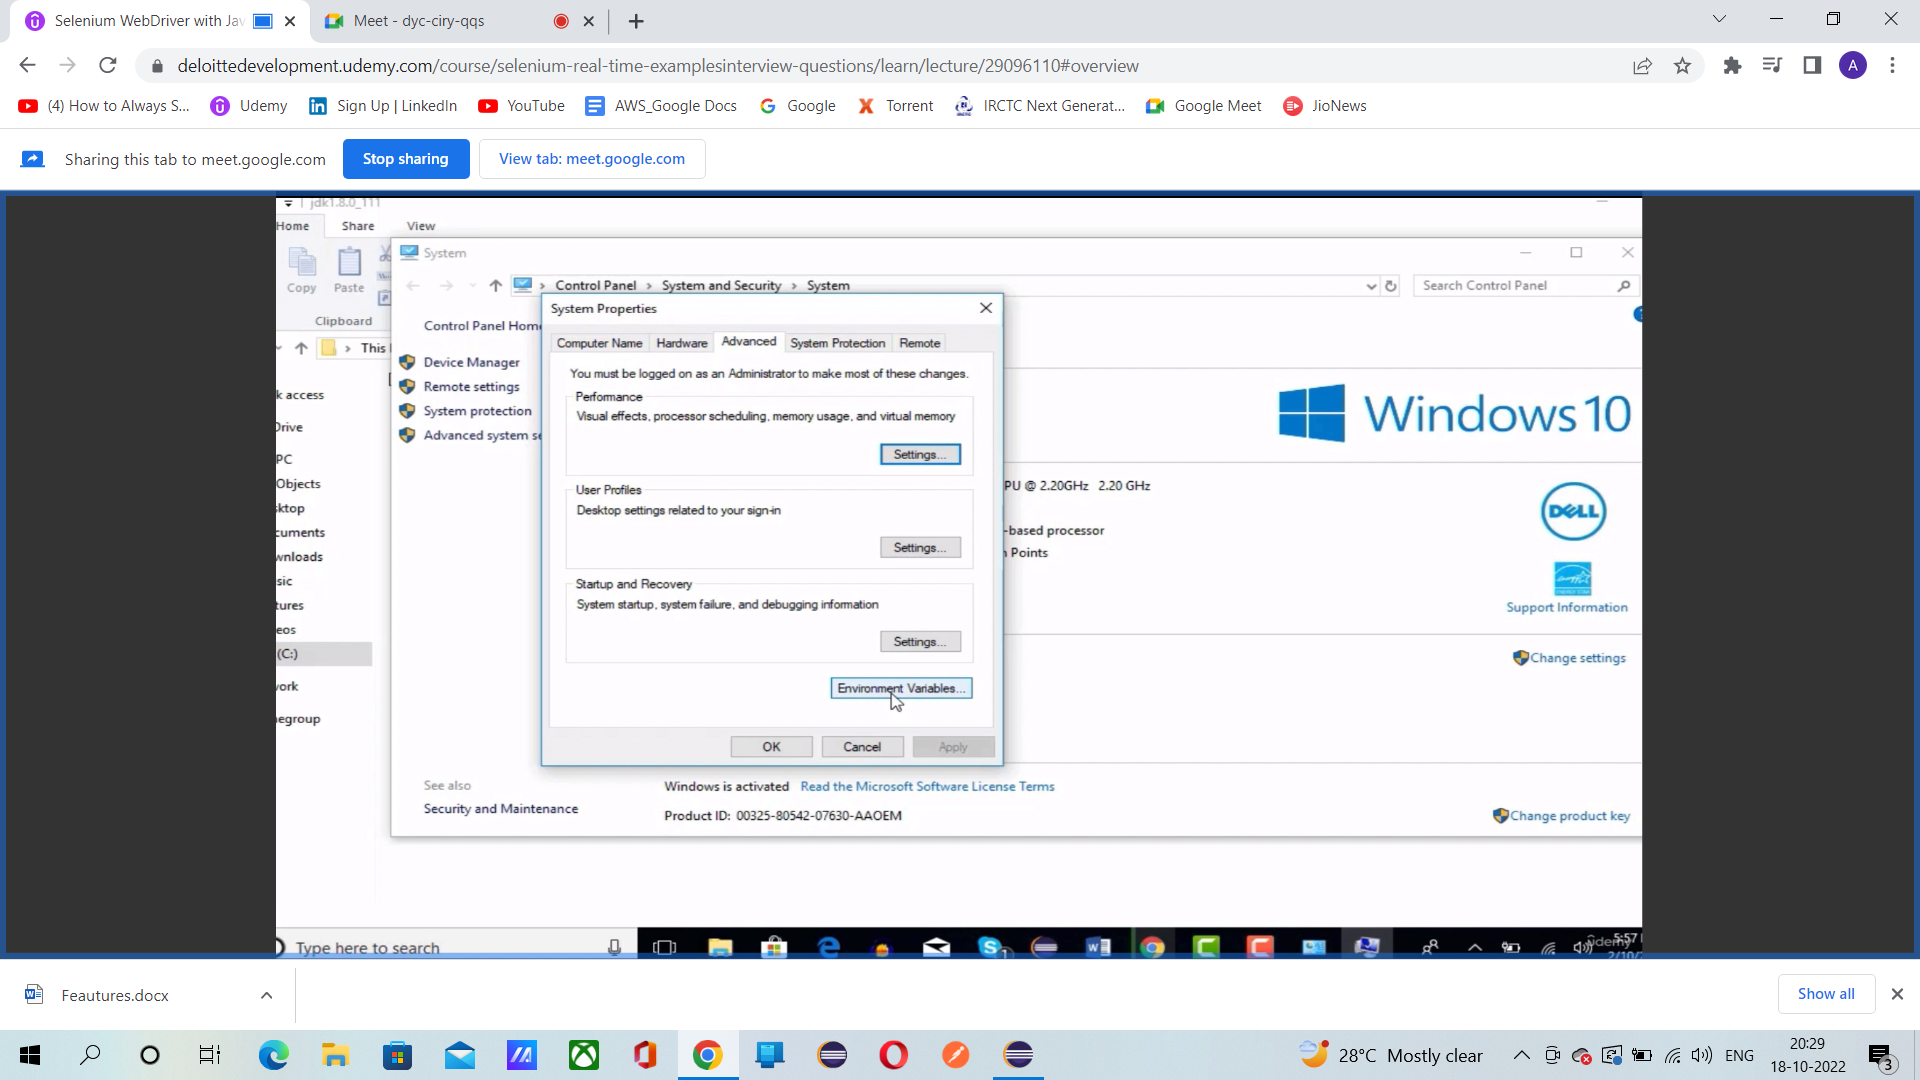 Selenium WebDriver with Jav
Meet - dyc-ciry-qqs
deloittedevelopment.udemy.com/course/selenium-real-time-examplesinterview-questions/learn/lecture/29096110#overview
A
(4) How to Always S...
Udemy
Sign Up | LinkedIn
YouTube
AWS_Google Docs
Google
Torrent
IRCTC Next Generat...
Google Meet
JioNews
Sharing this tab to meet.google.com
Stop sharing
View tab: meet.google.com
jdk1.8.0_111
Home
Share
View
System
Copy
Paste
Clipboard
Control Panel > System and Security > System
Search Control Panel
This
Control Panel Home
Device Manager
Remote settings
System protection
Advanced system se
k access
Drive
PC
Objects
ktop
cuments
wnloads
sic
tures
eos
(C:)
ork
egroup
System Properties
Computer Name
Hardware
Advanced
System Protection
Remote
You must be logged on as an Administrator to make most of these changes.
Performance
Visual effects, processor scheduling, memory usage, and virtual memory
Settings...
User Profiles
Desktop settings related to your sign-in
Settings...
Startup and Recovery
System startup, system failure, and debugging information
Settings...
Environment Variables...
OK
Cancel
Apply
Windows 10
PU @ 2.20GHz 2.20 GHz
-based processor
h Points
DELL
Support Information
Change settings
See also
Security and Maintenance
Windows is activated Read the Microsoft Software License Terms
Product ID: 00325-80542-07630-AAOEM
Change product key
Type here to search
udemy
5:57
2/10/2
Feautures.docx
Show all
28°C Mostly clear
ENG
20:29
18-10-2022
3